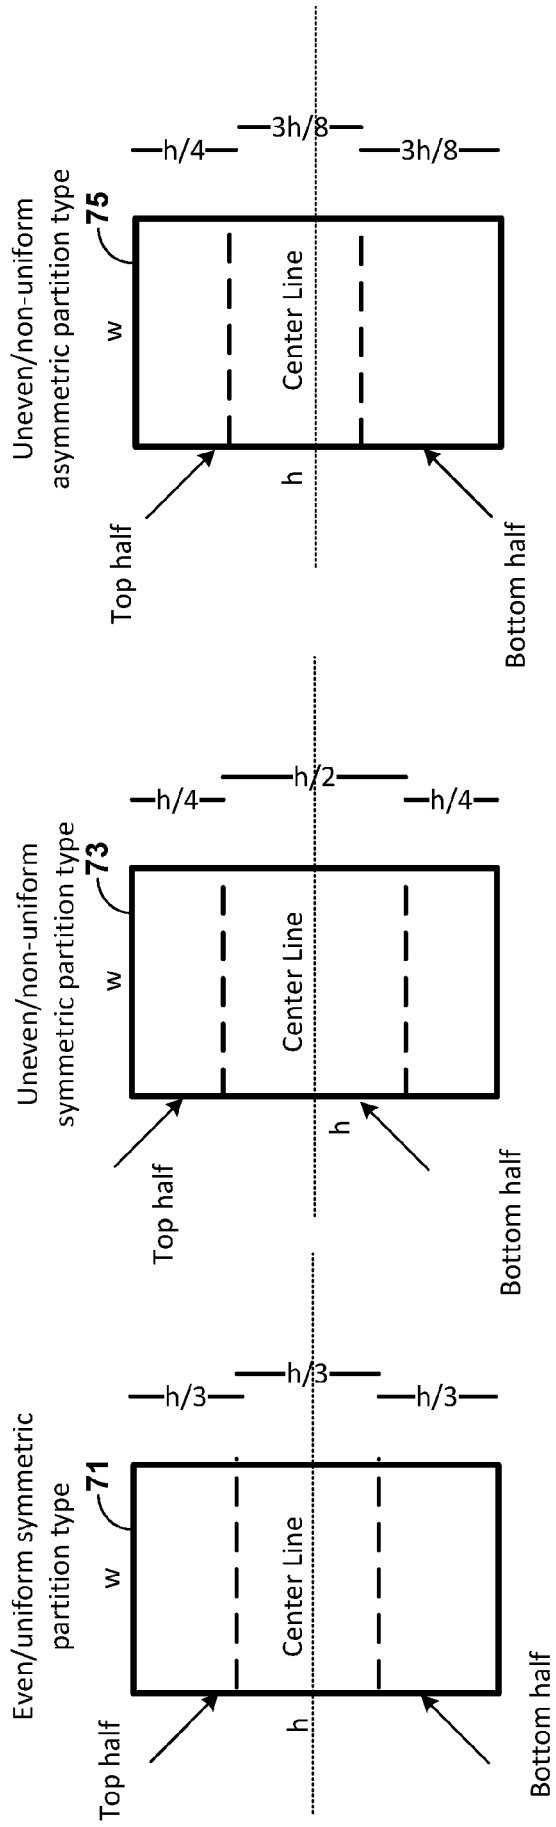 Even/uniform symmetric
partition type
71
w
Top half
h
Center Line
Bottom half
h/3
h/3
h/3
Uneven/non-uniform
symmetric partition type
73
w
Top half
h
Center Line
Bottom half
h/4
h/2
h/4
Uneven/non-uniform
asymmetric partition type
75
w
Top half
h
Center Line
Bottom half
h/4
3h/8
3h/8